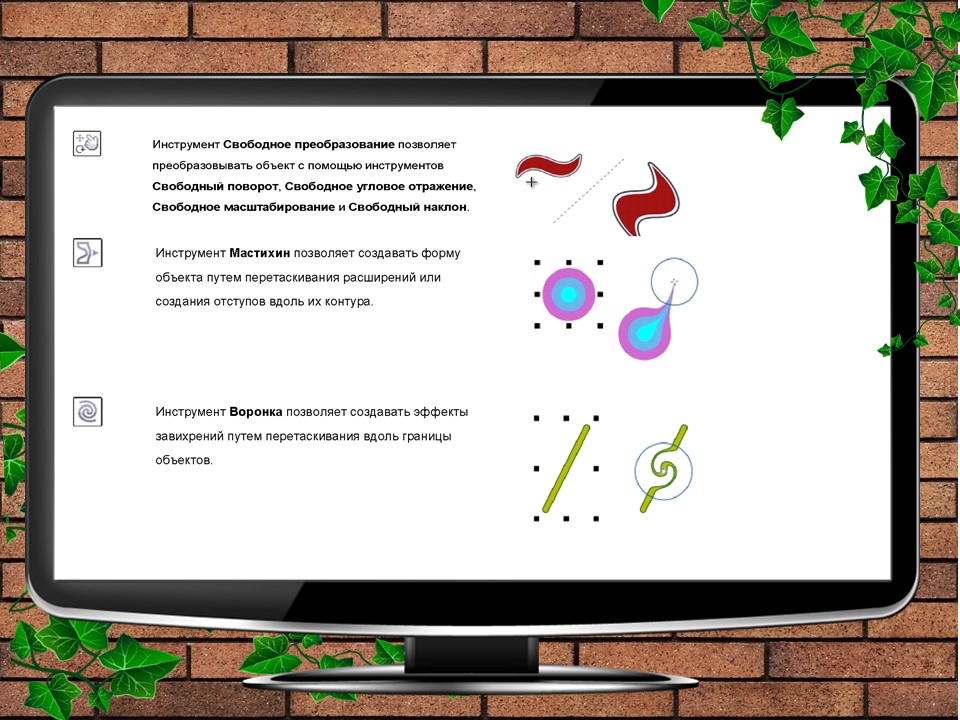 Инструмент Свободное преобразование позволяет
преобразовывать объект с помощью инструментов
Свободный поворот, Свободное угловое отражение,
Свободное масштабирование и Свободный наклон.
Инструмент Мастихин позволяет создавать форму
объекта путем перетаскивания расширений или
создания отступов вдоль их контура.
Инструмент Воронка позволяет создавать эффекты
завихрений путем перетаскивания вдоль границы
объектов.